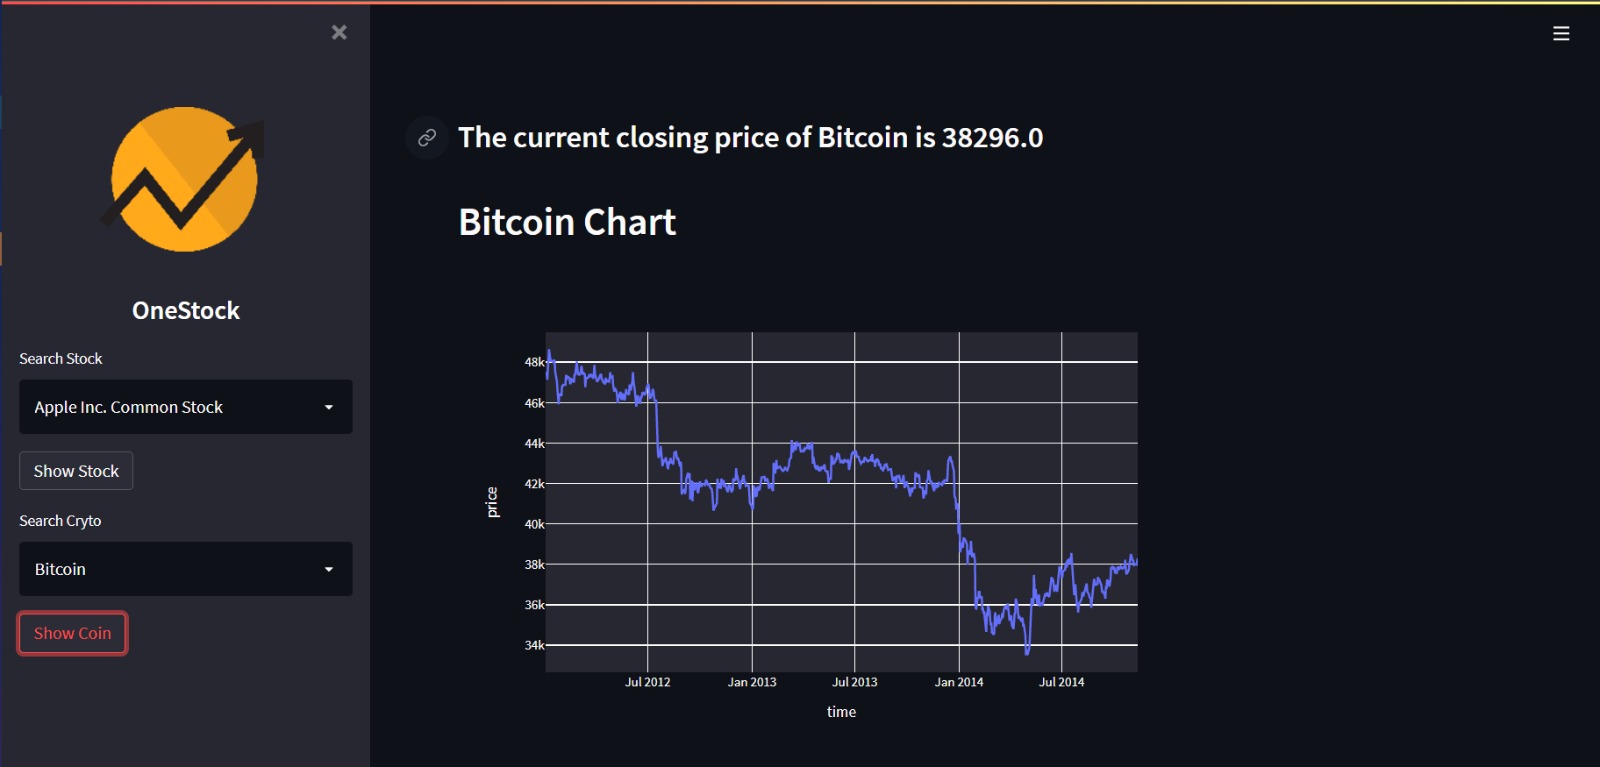 OneStock
Search Stock
Apple Inc. Common Stock
Show Stock
Search Cryto
Bitcoin
Show Coin
The current closing price of Bitcoin is 38296.0
Bitcoin Chart
price
48k
46k
44k
42k
40k
38k
36k
34k
Jul 2012 Jan 2013 Jul 2013 Jan 2014 Jul 2014
time